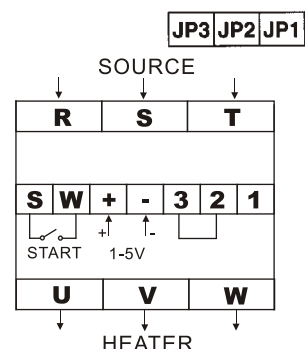 JP3 JP2 JP1
SOURCE
R S T
S W + - 3 2 1
+ -
START 1-5V
U V W
HEATER